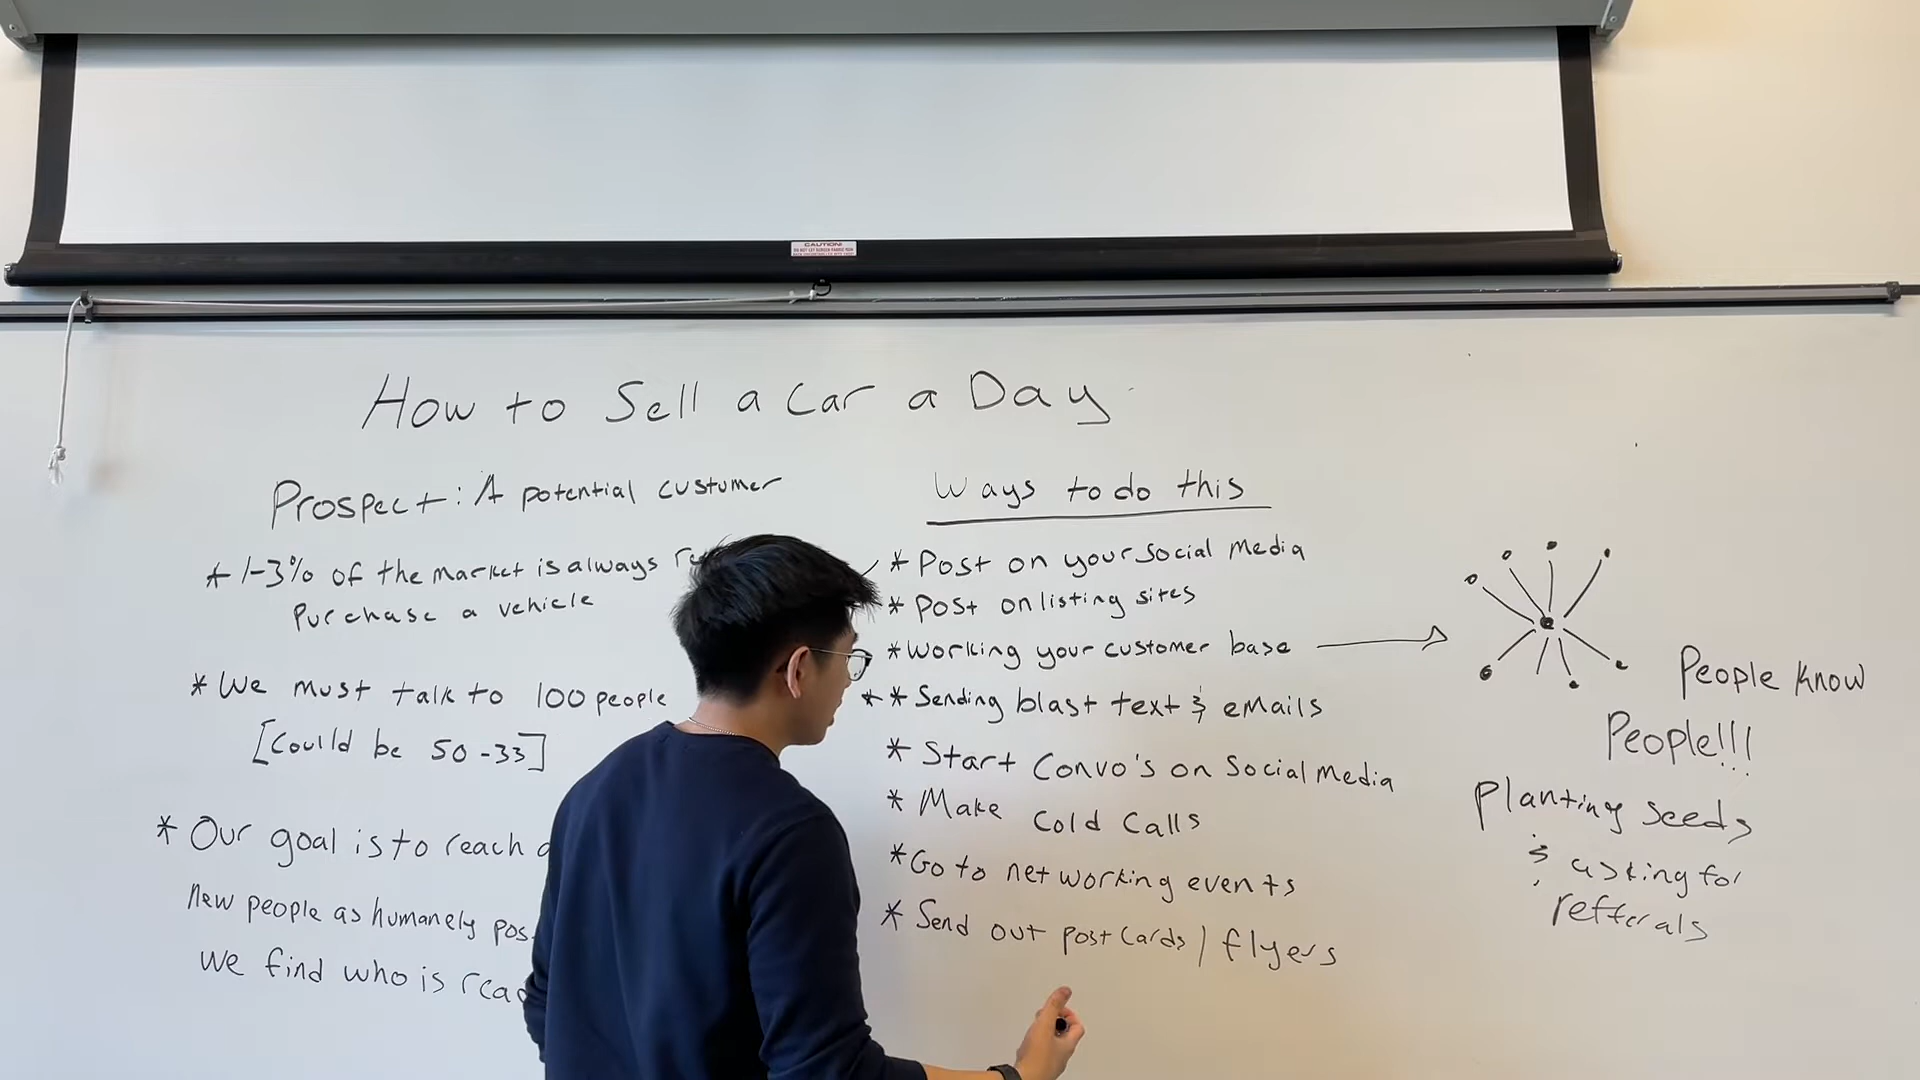 CAUTION!
How to Sell a Car a Day
Prospect: A potential custumer
* 1-3% of the market is always
Purchase a vehicle
* We must talk to 100 people
[Could be 50-33]
* Our goal is to reach
new people as humanely
we find who is
Ways to do this
* Post on your social media
* Post on listing sites
* Working your customer base
* * Sending blast text & emails
* Start Convo's on Social media
* Make Cold Calls
* Go to networking events
* Send out postcards / flyers
People know
People!!!
Planting seeds
& asking for
refferals